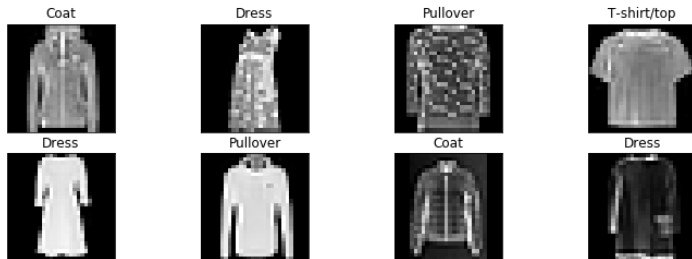 Coat
Dress
Pullover
T-shirt/top
Dress
Pullover
Coat
Dress